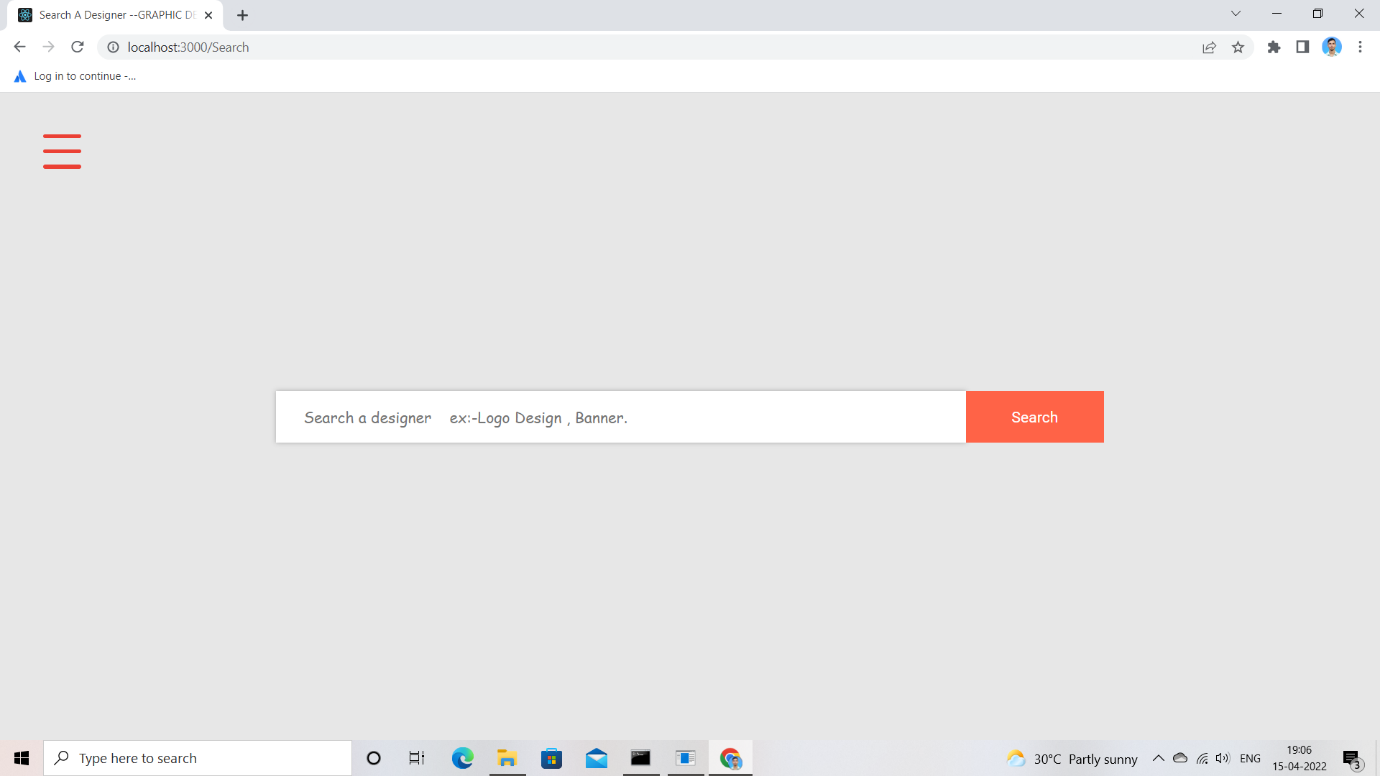 Search A Designer --GRAPHIC DE
localhost:3000/Search
Log in to continue -...
Search a designer ex:-Logo Design , Banner.
Search
Type here to search
30°C Partly sunny
ENG
19:06
15-04-2022
3